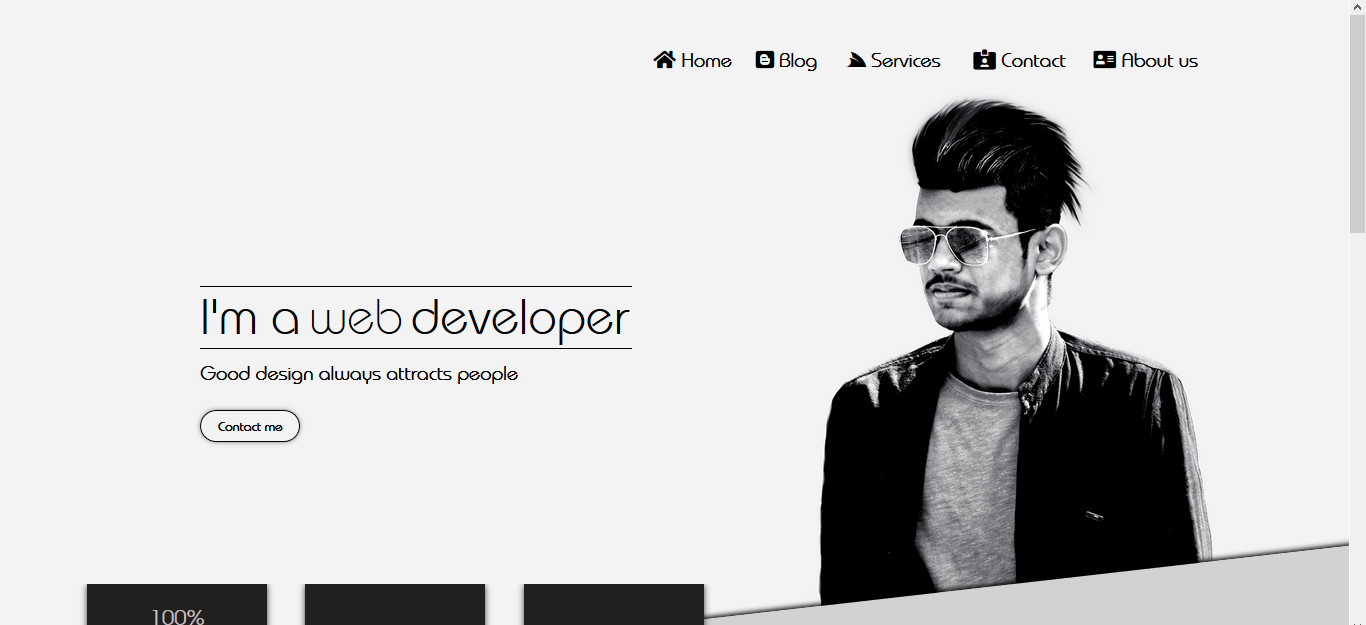 Home Blog Services Contact About us
I'm a web developer
Good design always attracts people
Contact me
100%